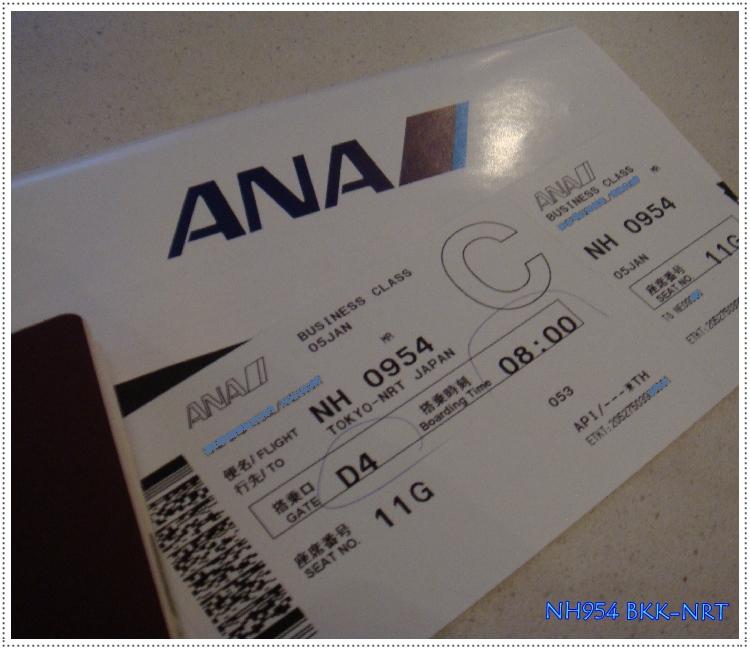 ANA
BUSINESS CLASS
05JAN
C
ANA
MR
便名/FLIGHT NH 0954
行先/TO TOKYO-NRT JAPAN
搭乗口 GATE D4
搭乗時刻 Boarding Time 08:00
座席番号 SEAT NO. 11G
053
API/---*TH
ETKT:205275039
ANA
BUSINESS CLASS
MR
NH 0954
05JAN
座席番号 SEAT NO. 11G
NH954 BKK-NRT